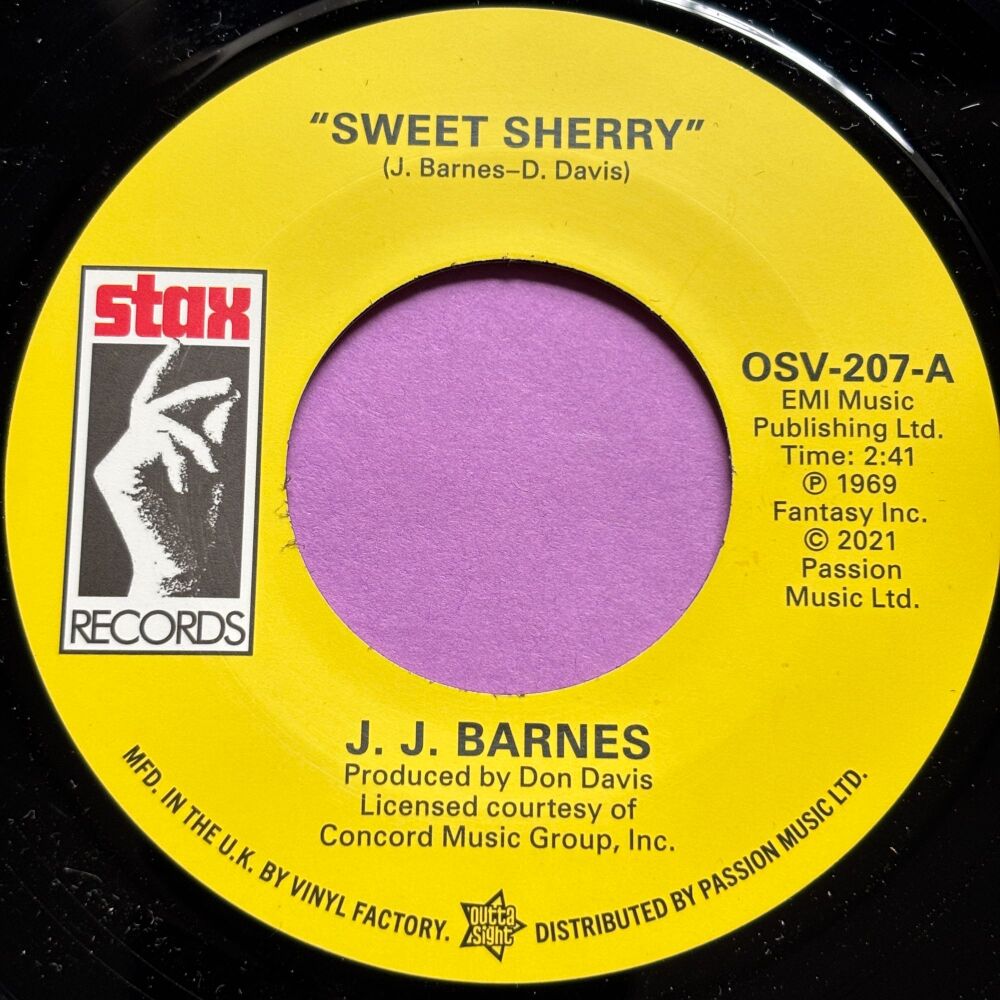 "SWEET SHERRY"
(J. Barnes–D. Davis)
stax
RECORDS
OSV-207-A
EMI Music
Publishing Ltd.
Time: 2:41
Ⓟ 1969
Fantasy Inc.
© 2021
Passion
Music Ltd.
J. J. BARNES
Produced by Don Davis
Licensed courtesy of
Concord Music Group, Inc.
MFD. IN THE U.K. BY VINYL FACTORY.
outta
sight
DISTRIBUTED BY PASSION MUSIC LTD.